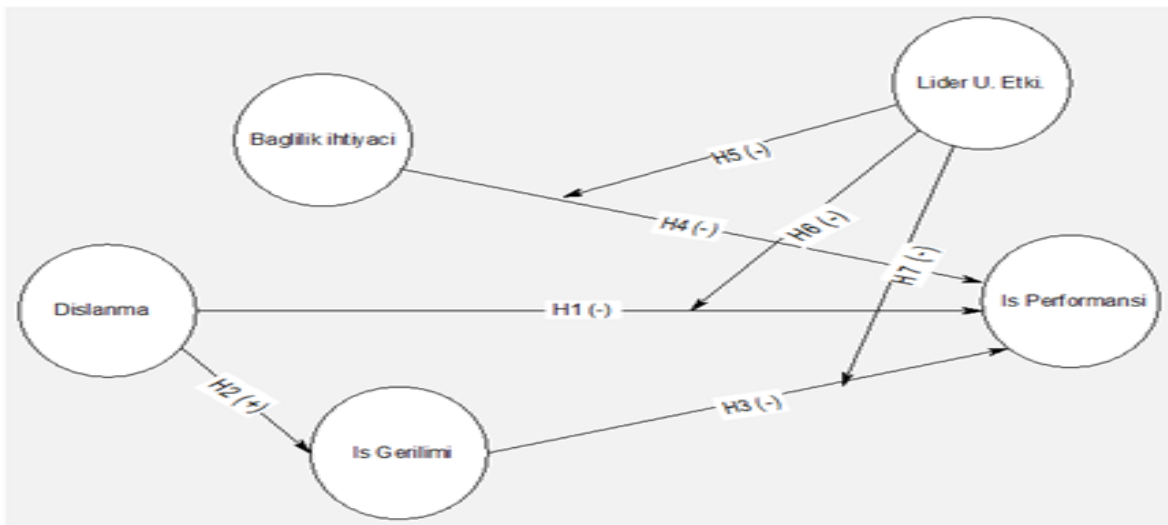 Lider U. Etki.
Baglilik ihtiyaci
H5 (-)
H4 (-)
H6 (-)
H7 (-)
Dislanma
H1 (-)
Is Performansi
H2 (+)
H3 (-)
Is Gerilimi